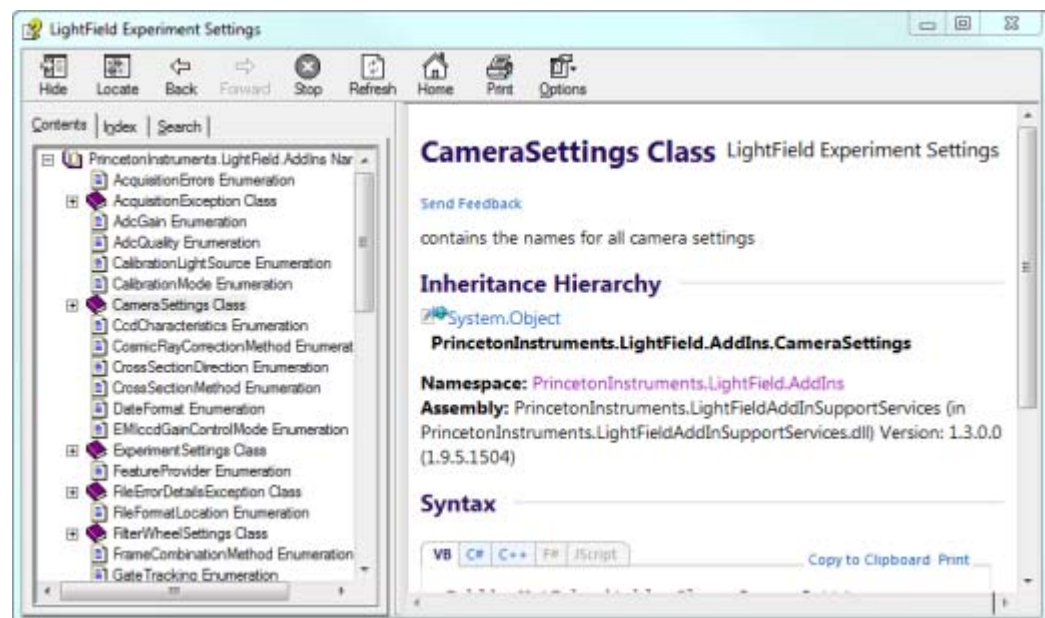 LightField Experiment Settings
Hide Locate Back Forward Stop Refresh Home Print Options
Contents Index Search
PrincetonInstruments.LightField.AddIns Nar
AcquistionErrors Enumeration
AcquisitionException Class
AdcGain Enumeration
AdcQuality Enumeration
CalibrationLightSource Enumeration
CalibrationMode Enumeration
CameraSettings Class
CcdCharacteristics Enumeration
CosmicRayCorrectionMethod Enumerat
CrossSectionDirection Enumeration
CrossSectionMethod Enumeration
DateFormat Enumeration
EMIccdGainControlMode Enumeration
ExperimentSettings Class
FeatureProvider Enumeration
FileErrorDetailsException Class
FileFormatLocation Enumeration
FilterWheelSettings Class
FrameCombinationMethod Enumeration
GateTracking Enumeration
CameraSettings Class LightField Experiment Settings
Send Feedback
contains the names for all camera settings
Inheritance Hierarchy
System.Object
PrincetonInstruments.LightField.AddIns.CameraSettings
Namespace: PrincetonInstruments.LightField.AddIns
Assembly: PrincetonInstruments.LightFieldAddInSupportServices (in
PrincetonInstruments.LightFieldAddInSupportServices.dll) Version: 1.3.0.0
(1.9.5.1504)
Syntax
VB C# C++ F# JScript
Copy to Clipboard Print